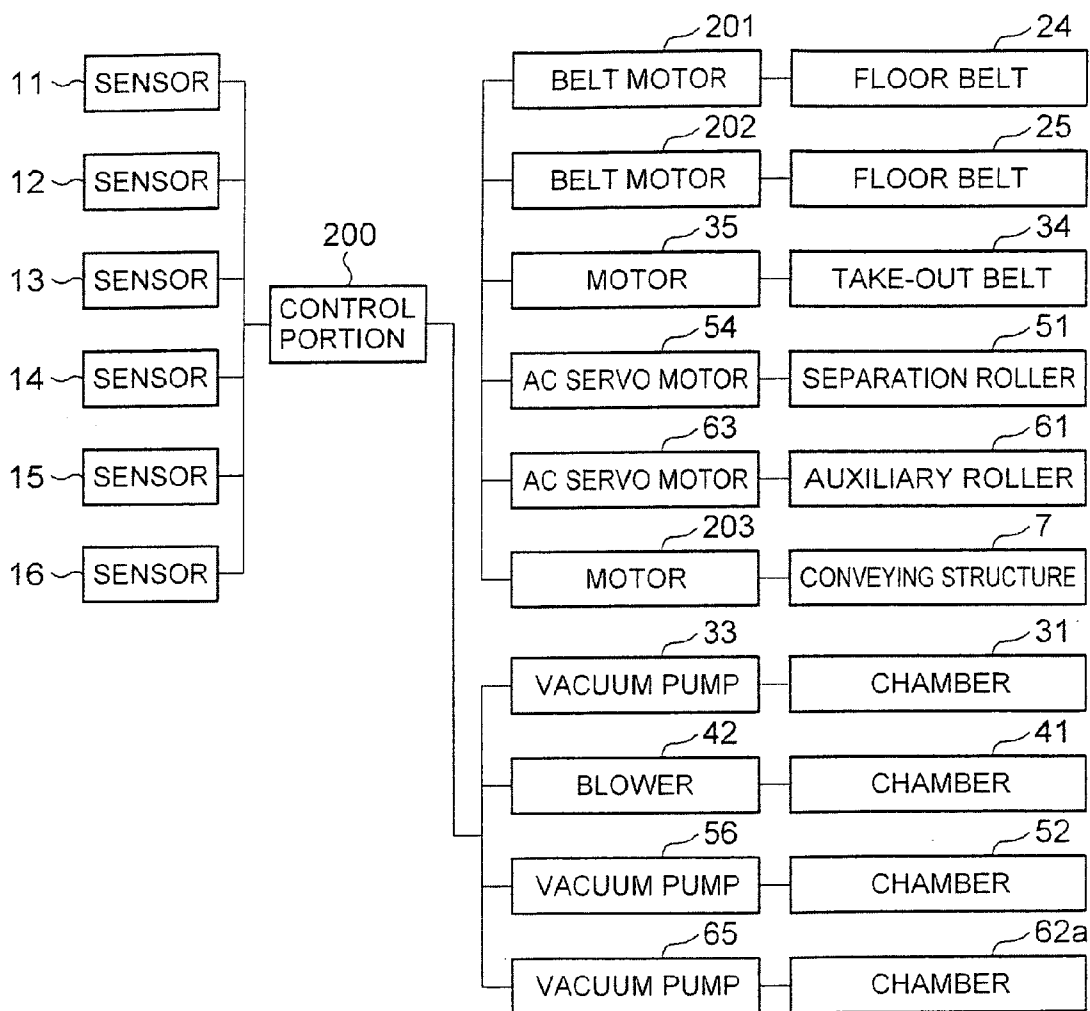 201 24
11 SENSOR BELT MOTOR FLOOR BELT
202 25
12 SENSOR BELT MOTOR FLOOR BELT
200 35 34
13 SENSOR MOTOR TAKE-OUT BELT
CONTROL
PORTION
54 51
14 SENSOR AC SERVO MOTOR SEPARATION ROLLER
63 61
15 SENSOR AC SERVO MOTOR AUXILIARY ROLLER
203 7
16 SENSOR MOTOR CONVEYING STRUCTURE
33 31
VACUUM PUMP CHAMBER
42 41
BLOWER CHAMBER
56 52
VACUUM PUMP CHAMBER
65 62a
VACUUM PUMP CHAMBER